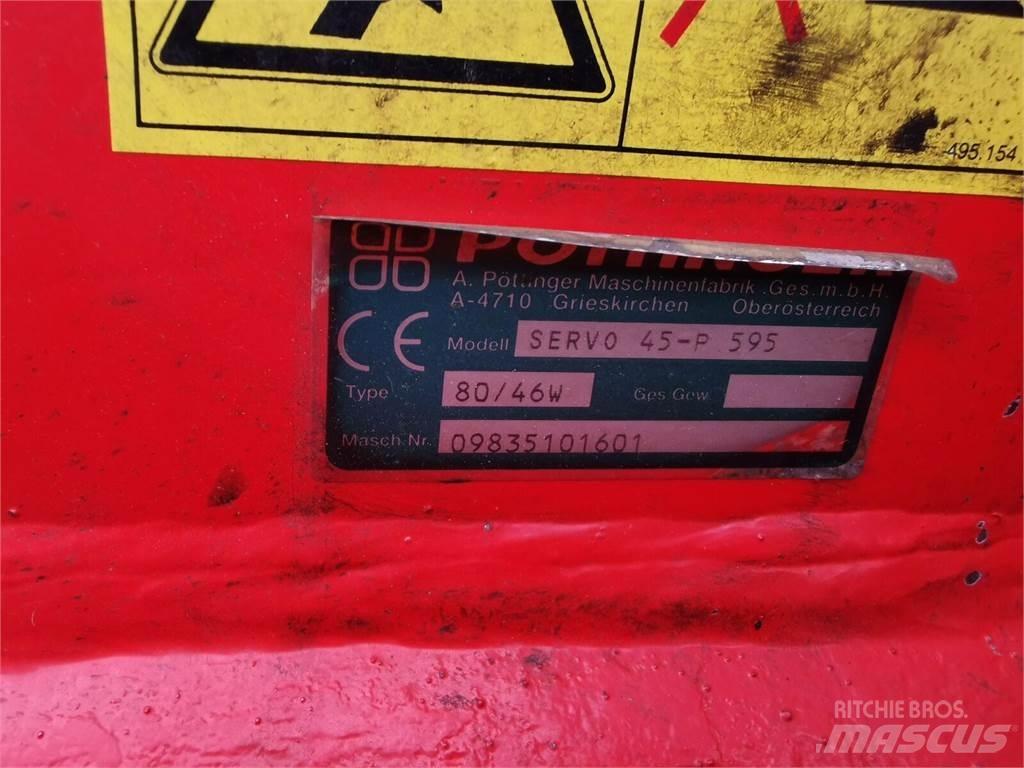 495.154
PÖTTINGER
A. Pöttinger Maschinenfabrik Ges.m.b.H.
A-4710 Grieskirchen Oberösterreich
CE Modell SERVO 45-P 595
Type 80/46W Ges Gew
Masch Nr. 09835101601
RITCHIE BROS.
MASCUS